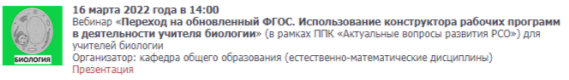 16 марта 2022 года в 14:00
Вебинар «Переход на обновленный ФГОС. Использование конструктора рабочих программ
в деятельности учителя биологии» (в рамках ППК «Актуальные вопросы развития РСО») для
учителей биологии
Организатор: кафедра общего образования (естественно-математические дисциплины)
Презентация
БИОЛОГИЯ